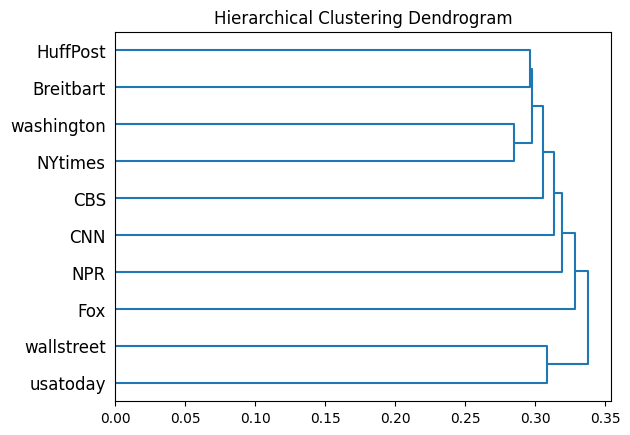 Hierarchical Clustering Dendrogram
HuffPost
Breitbart
washington
NYtimes
CBS
CNN
NPR
Fox
wallstreet
usatoday
0.00 0.05 0.10 0.15 0.20 0.25 0.30 0.35